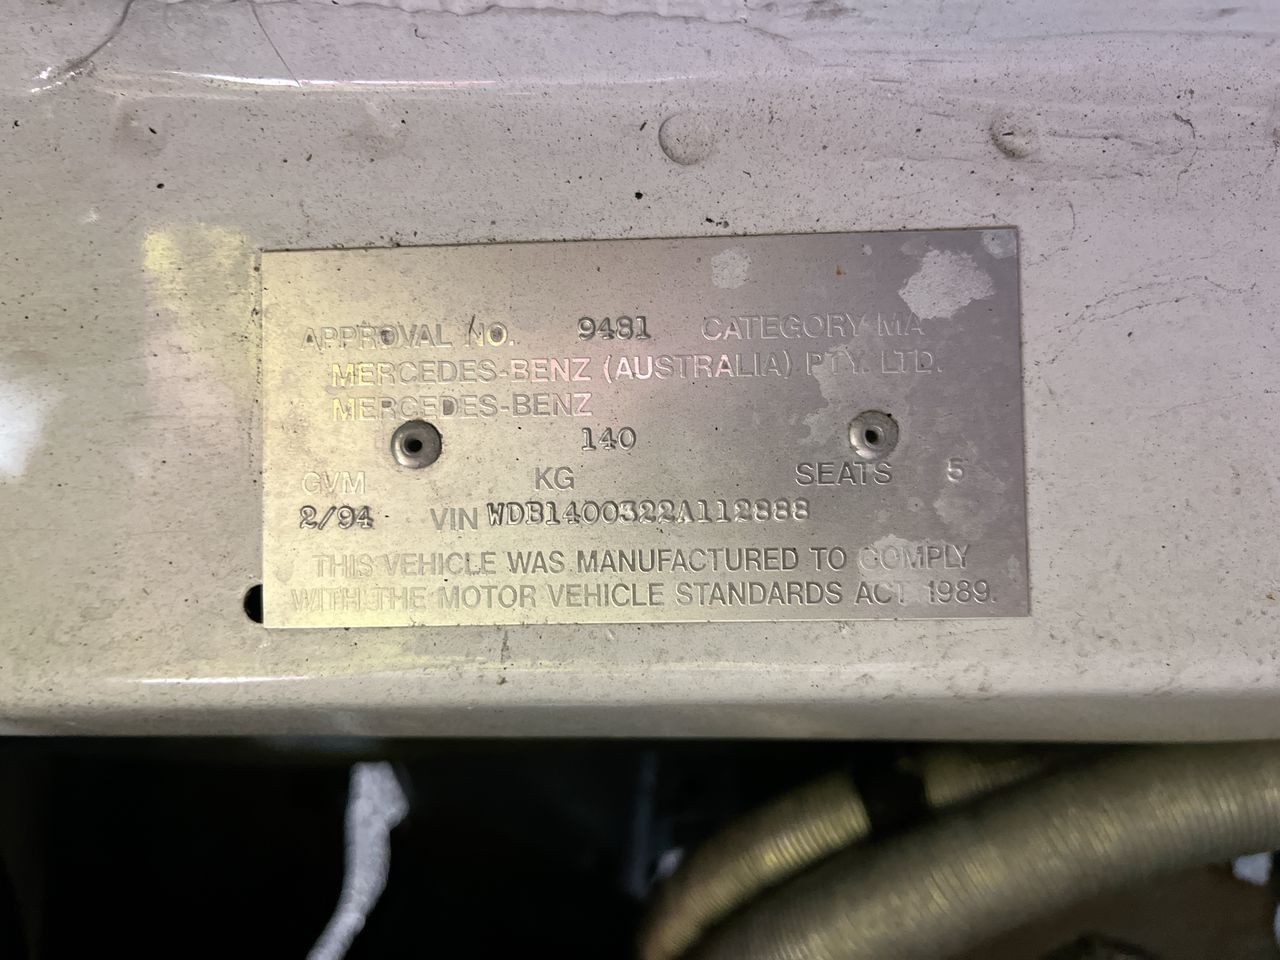 APPROVAL NO. 9481 CATEGORY MA
MERCEDES-BENZ (AUSTRALIA) PTY. LTD.
MERCEDES-BENZ
140
GVM KG SEATS 5
2/94 VIN WDB1400322A112888
THIS VEHICLE WAS MANUFACTURED TO COMPLY
WITH THE MOTOR VEHICLE STANDARDS ACT 1989.